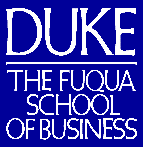 DUKE
THE FUQUA
SCHOOL
OF BUSINESS